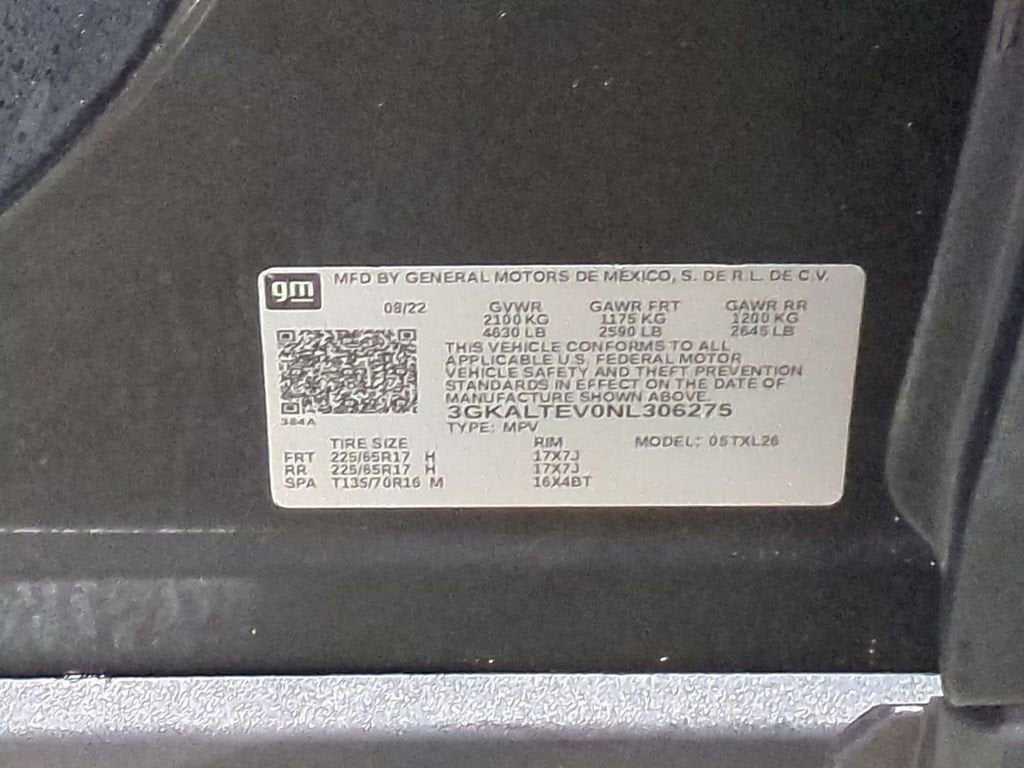 gm
MFD BY GENERAL MOTORS DE MEXICO, S. DE R.L. DE C.V.
08/22 GVWR GAWR FRT GAWR RR
2100 KG 1175 KG 1200 KG
4630 LB 2590 LB 2645 LB
THIS VEHICLE CONFORMS TO ALL
APPLICABLE U.S. FEDERAL MOTOR
VEHICLE SAFETY AND THEFT PREVENTION
STANDARDS IN EFFECT ON THE DATE OF
MANUFACTURE SHOWN ABOVE.
3GKALTEV0NL306275
384A
TYPE: MPV
TIRE SIZE RIM MODEL: 05TXL26
FRT 225/65R17 H 17X7J
RR 225/65R17 H 17X7J
SPA T135/70R16 M 16X4BT